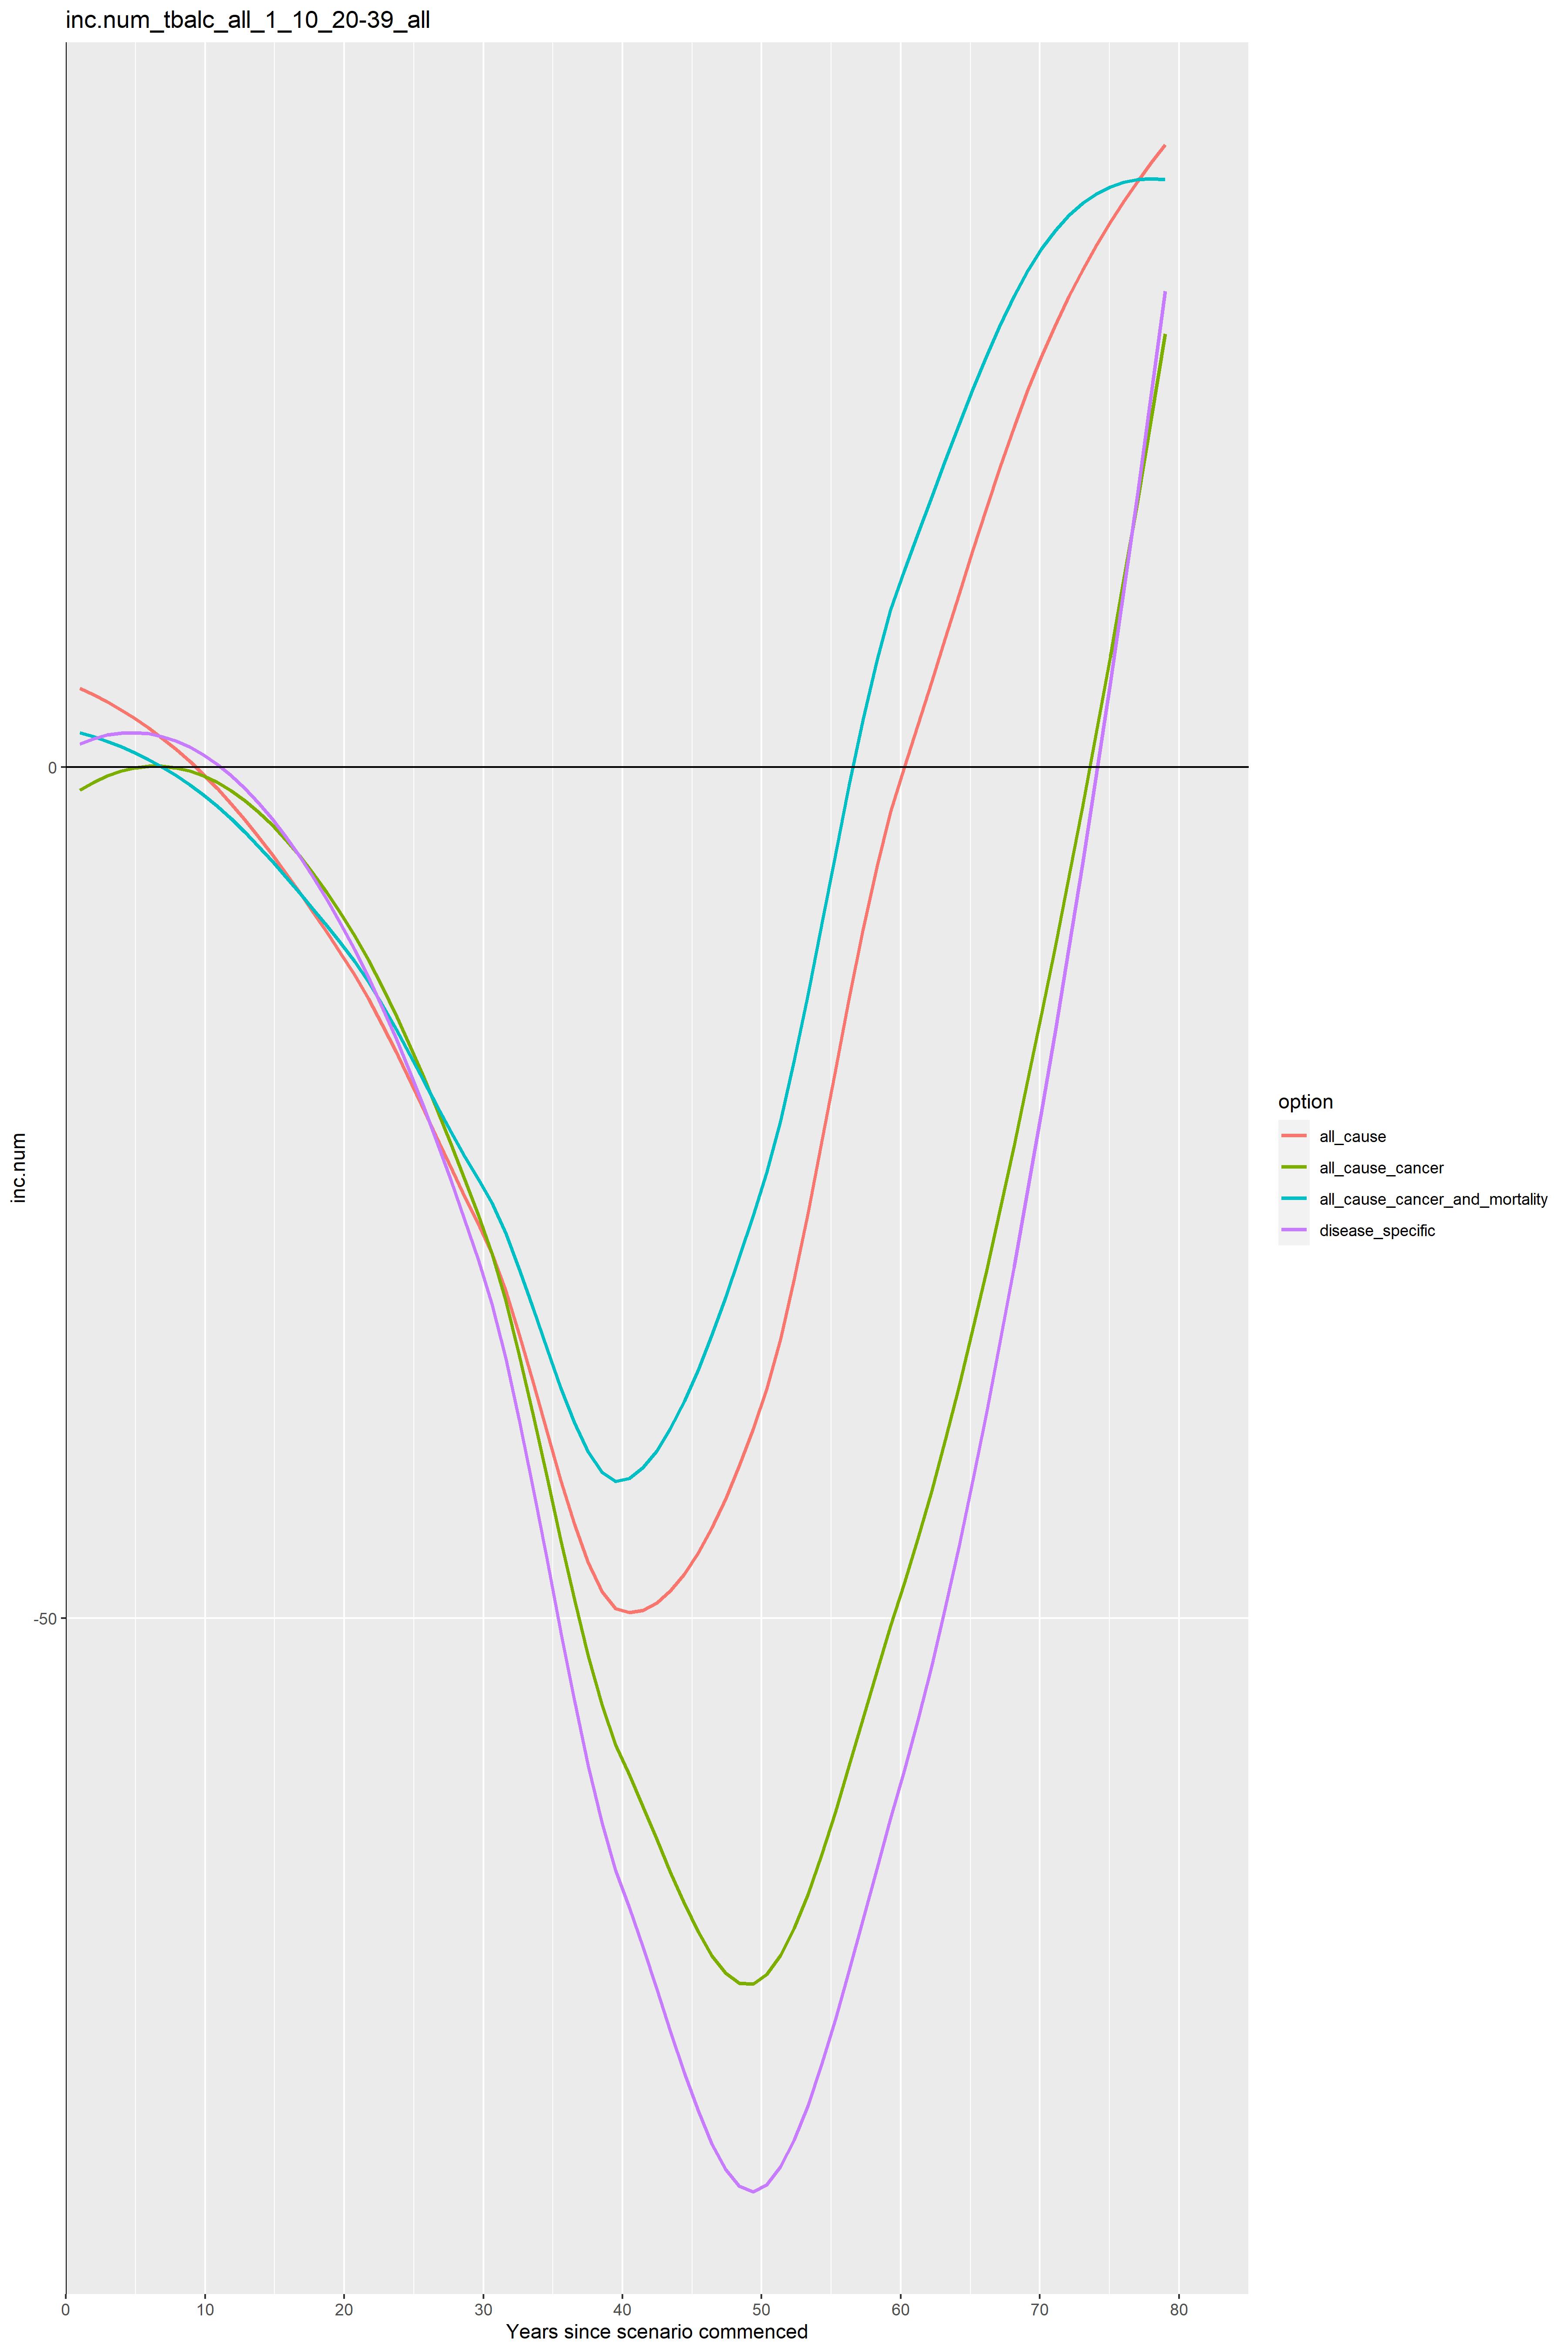 inc.num_tbalc_all_1_10_20-39_all
0
-50
inc.num
0 10 20 30 40 50 60 70 80
Years since scenario commenced
option
all_cause
all_cause_cancer
all_cause_cancer_and_mortality
disease_specific